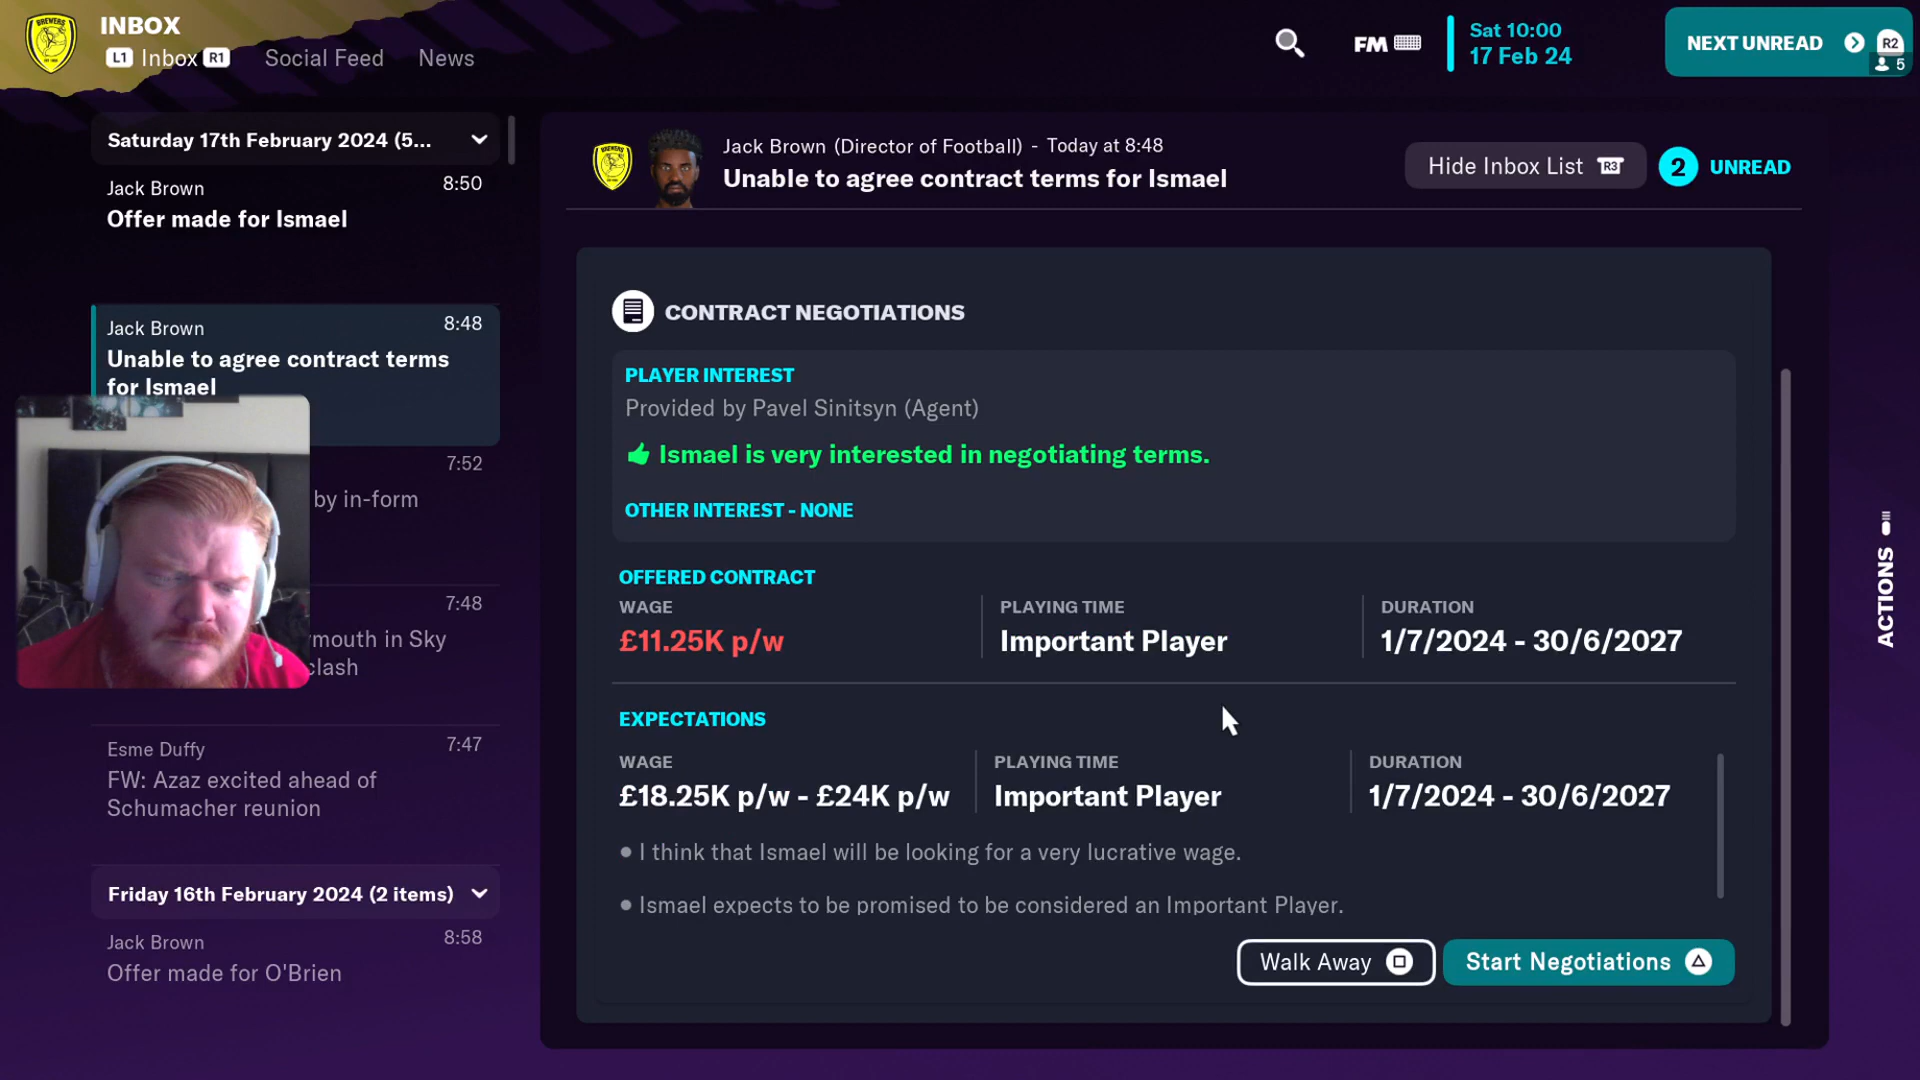 BREWERS
INBOX
L1 Inbox R1 Social Feed News
FM
Sat 10:00
17 Feb 24
NEXT UNREAD R2
5
Saturday 17th February 2024 (5...
Jack Brown 8:50
Offer made for Ismael
Jack Brown 8:48
Unable to agree contract terms
for Ismael
7:52
by in-form
7:48
mouth in Sky
clash
Esme Duffy 7:47
FW: Azaz excited ahead of
Schumacher reunion
Friday 16th February 2024 (2 items)
Jack Brown 8:58
Offer made for O'Brien
BREWERS
Jack Brown (Director of Football) - Today at 8:48
Unable to agree contract terms for Ismael
Hide Inbox List R3
2 UNREAD
CONTRACT NEGOTIATIONS
PLAYER INTEREST
Provided by Pavel Sinitsyn (Agent)
Ismael is very interested in negotiating terms.
OTHER INTEREST - NONE
OFFERED CONTRACT
WAGE PLAYING TIME DURATION
£11.25K p/w Important Player 1/7/2024 - 30/6/2027
EXPECTATIONS
WAGE PLAYING TIME DURATION
£18.25K p/w - £24K p/w Important Player 1/7/2024 - 30/6/2027
• I think that Ismael will be looking for a very lucrative wage.
• Ismael expects to be promised to be considered an Important Player.
Walk Away
Start Negotiations
ACTIONS